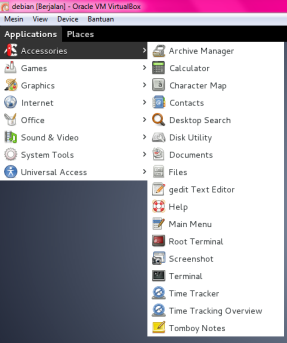 debian [Berjalan] - Oracle VM VirtualBox
Mesin View Device Bantuan
Applications Places
Accessories
Games
Graphics
Internet
Office
Sound & Video
System Tools
Universal Access
Archive Manager
Calculator
Character Map
Contacts
Desktop Search
Disk Utility
Documents
Files
gedit Text Editor
Help
Main Menu
Root Terminal
Screenshot
Terminal
Time Tracker
Time Tracking Overview
Tomboy Notes